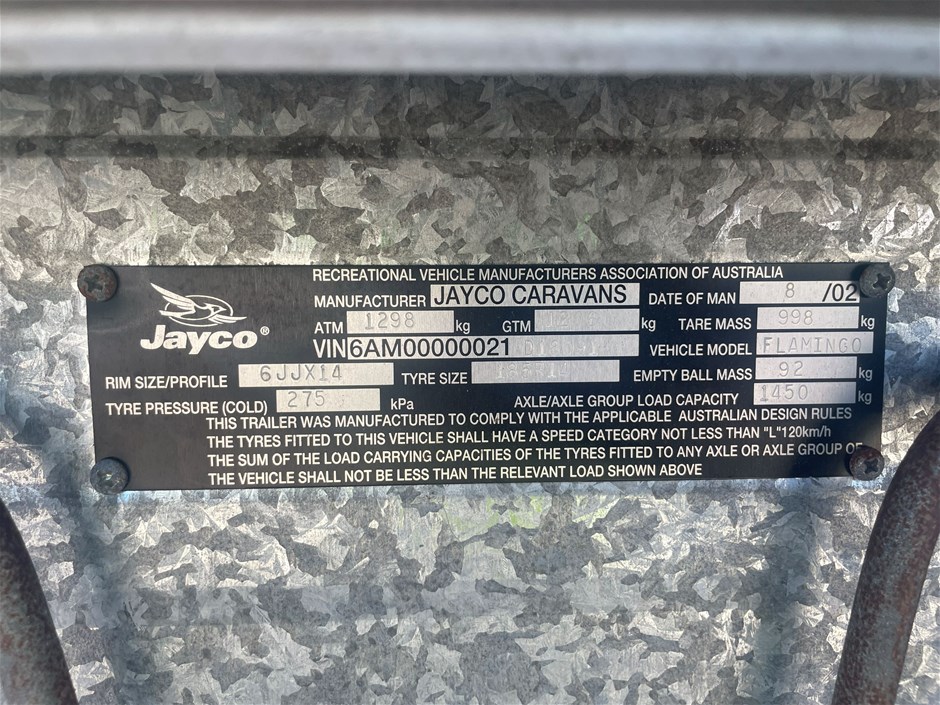 RECREATIONAL VEHICLE MANUFACTURERS ASSOCIATION OF AUSTRALIA
Jayco®
MANUFACTURER JAYCO CARAVANS DATE OF MAN 8 /02
ATM 1298 kg GTM kg TARE MASS 998 kg
VIN 6AM00000021 VEHICLE MODEL FLAMINGO
RIM SIZE/PROFILE 6JJX14 TYRE SIZE EMPTY BALL MASS 92 kg
TYRE PRESSURE (COLD) 275 kPa AXLE/AXLE GROUP LOAD CAPACITY 1450 kg
THIS TRAILER WAS MANUFACTURED TO COMPLY WITH THE APPLICABLE AUSTRALIAN DESIGN RULES
THE TYRES FITTED TO THIS VEHICLE SHALL HAVE A SPEED CATEGORY NOT LESS THAN "L"120km/h
THE SUM OF THE LOAD CARRYING CAPACITIES OF THE TYRES FITTED TO ANY AXLE OR AXLE GROUP OF
THE VEHICLE SHALL NOT BE LESS THAN THE RELEVANT LOAD SHOWN ABOVE